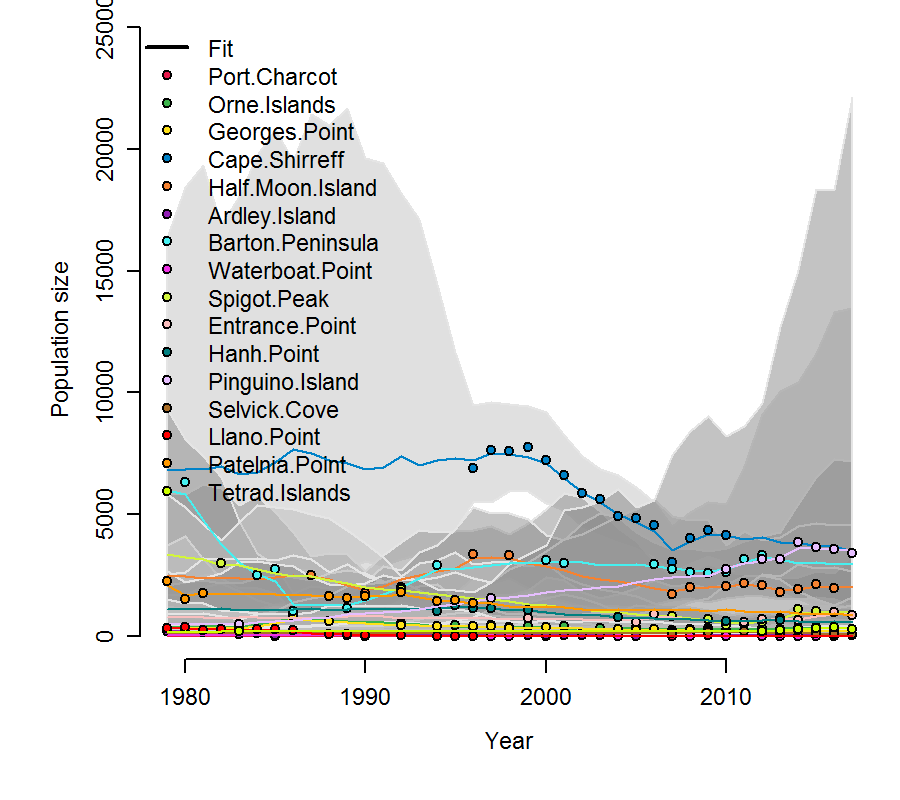 25000
20000
15000
10000
5000
0
Population size
Fit
Port.Charcot
Orne.Islands
Georges.Point
Cape.Shirreff
Half.Moon.Island
Ardley.Island
Barton.Peninsula
Waterboat.Point
Spigot.Peak
Entrance.Point
Hanh.Point
Pinguino.Island
Selvick.Cove
Llano.Point
Patelnia.Point
Tetrad.Islands
1980 1990 2000 2010
Year